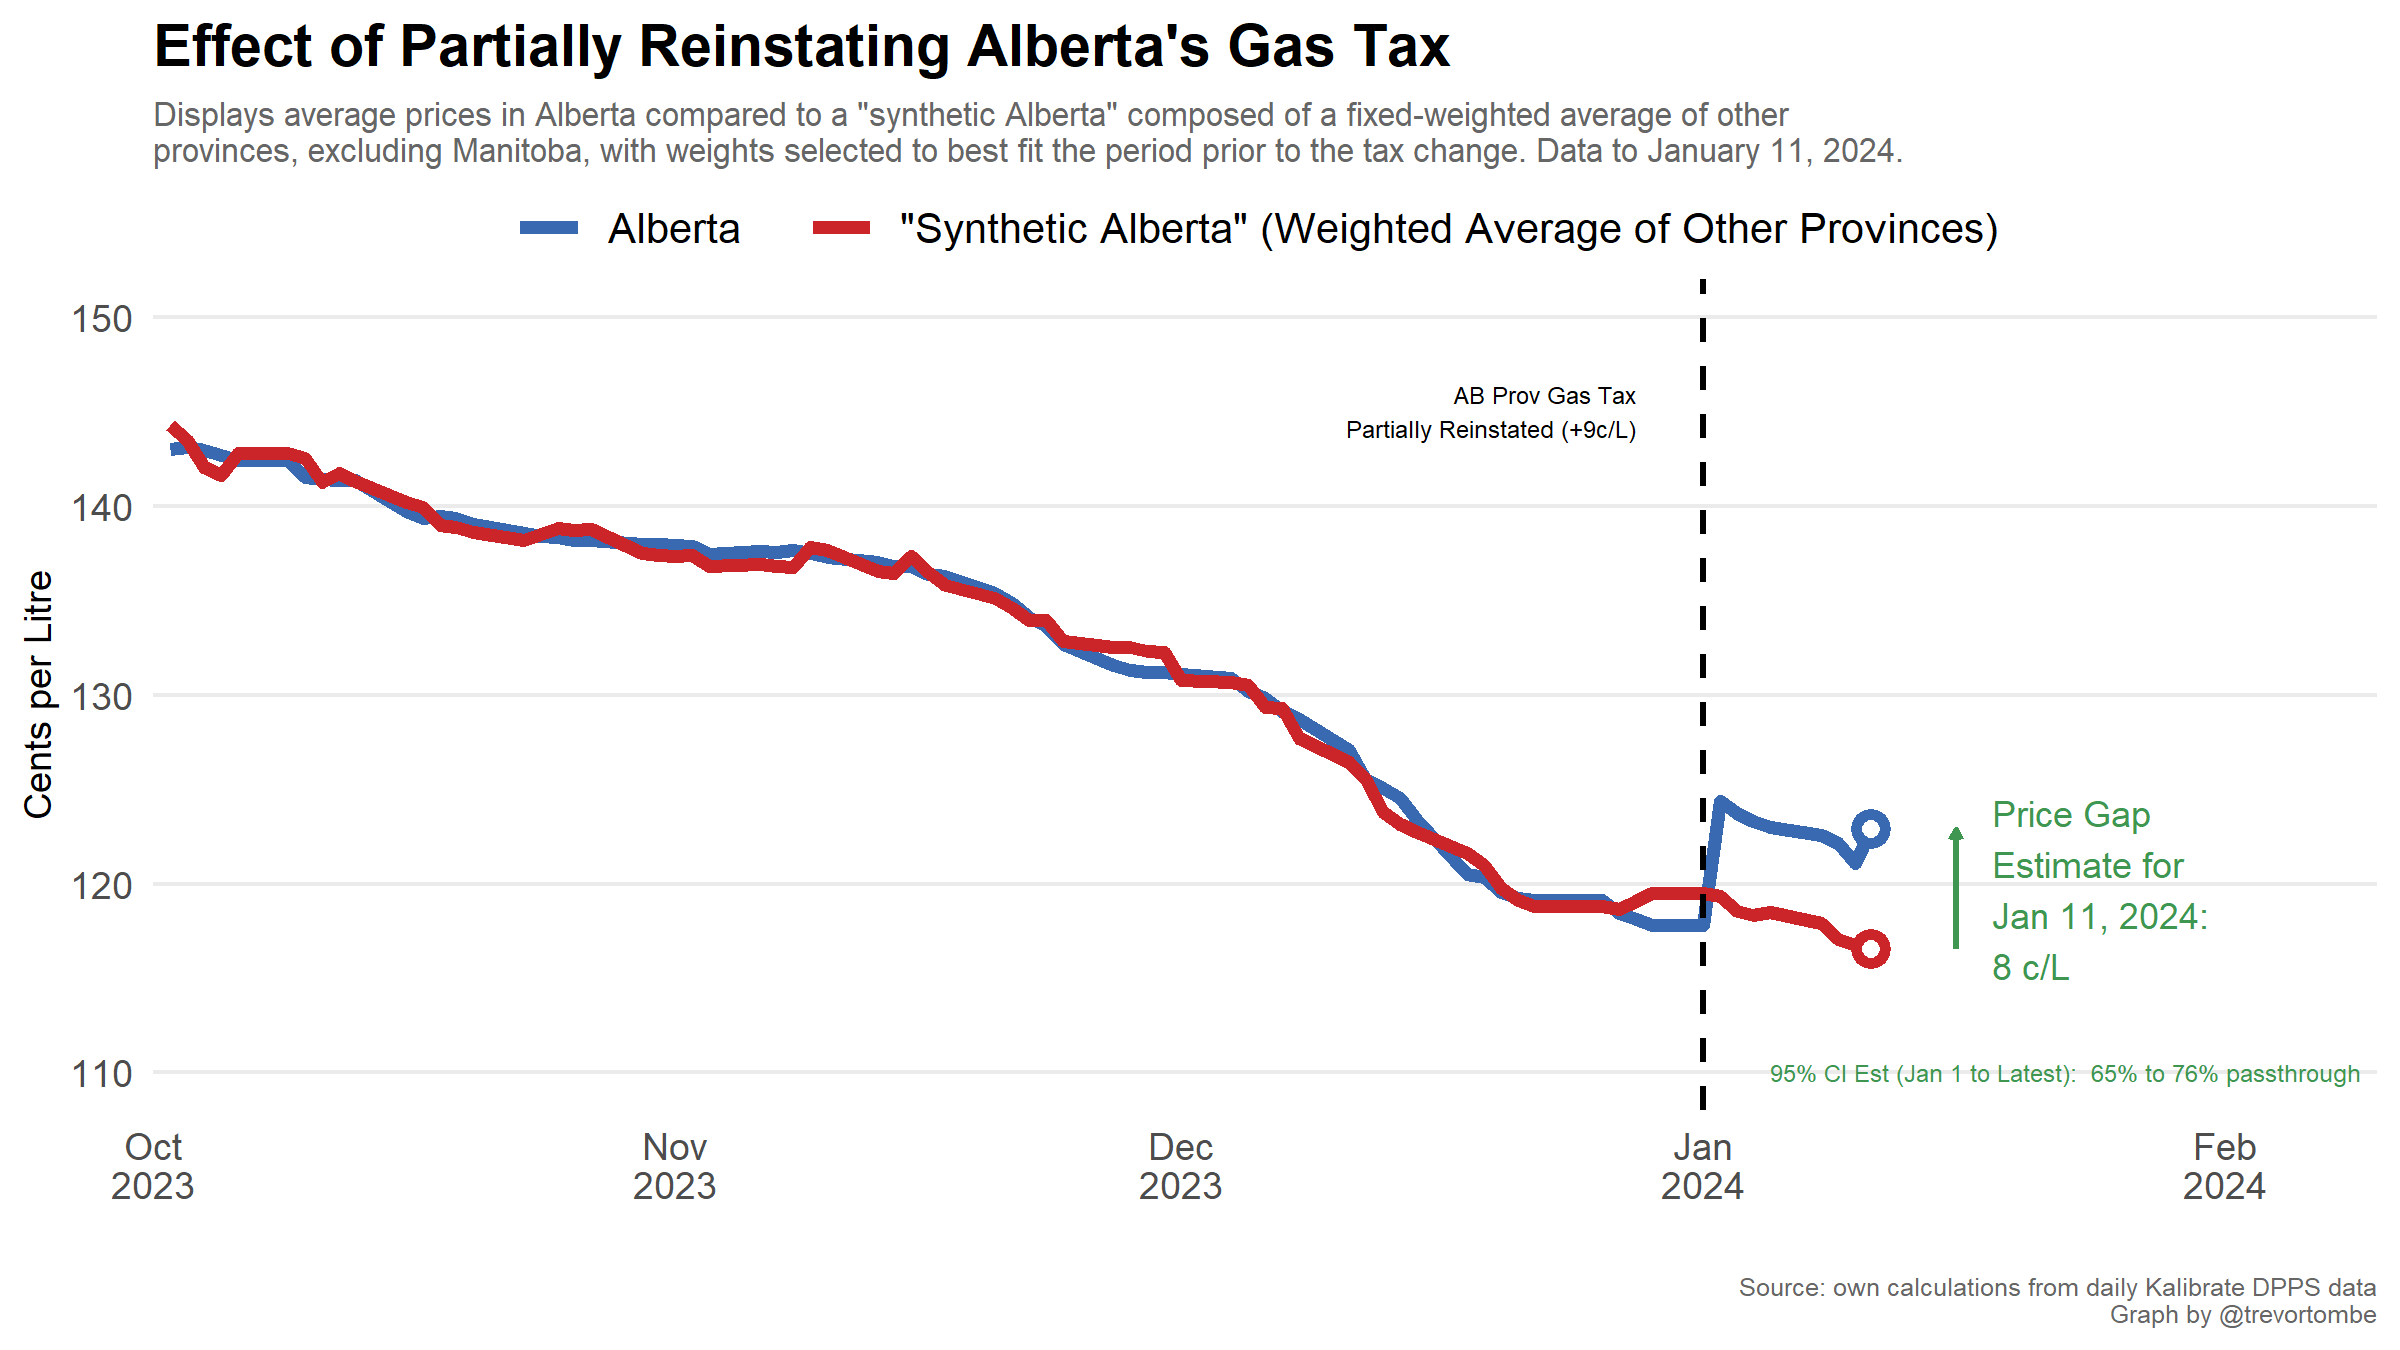 Effect of Partially Reinstating Alberta's Gas Tax
Displays average prices in Alberta compared to a "synthetic Alberta" composed of a fixed-weighted average of other
provinces, excluding Manitoba, with weights selected to best fit the period prior to the tax change. Data to January 11, 2024.
Alberta
"Synthetic Alberta" (Weighted Average of Other Provinces)
Cents per Litre
150
140
130
120
110
AB Prov Gas Tax
Partially Reinstated (+9c/L)
Price Gap
Estimate for
Jan 11, 2024:
8 c/L
95% CI Est (Jan 1 to Latest):  65% to 76% passthrough
Oct
2023
Nov
2023
Dec
2023
Jan
2024
Feb
2024
Source: own calculations from daily Kalibrate DPPS data
Graph by @trevortombe